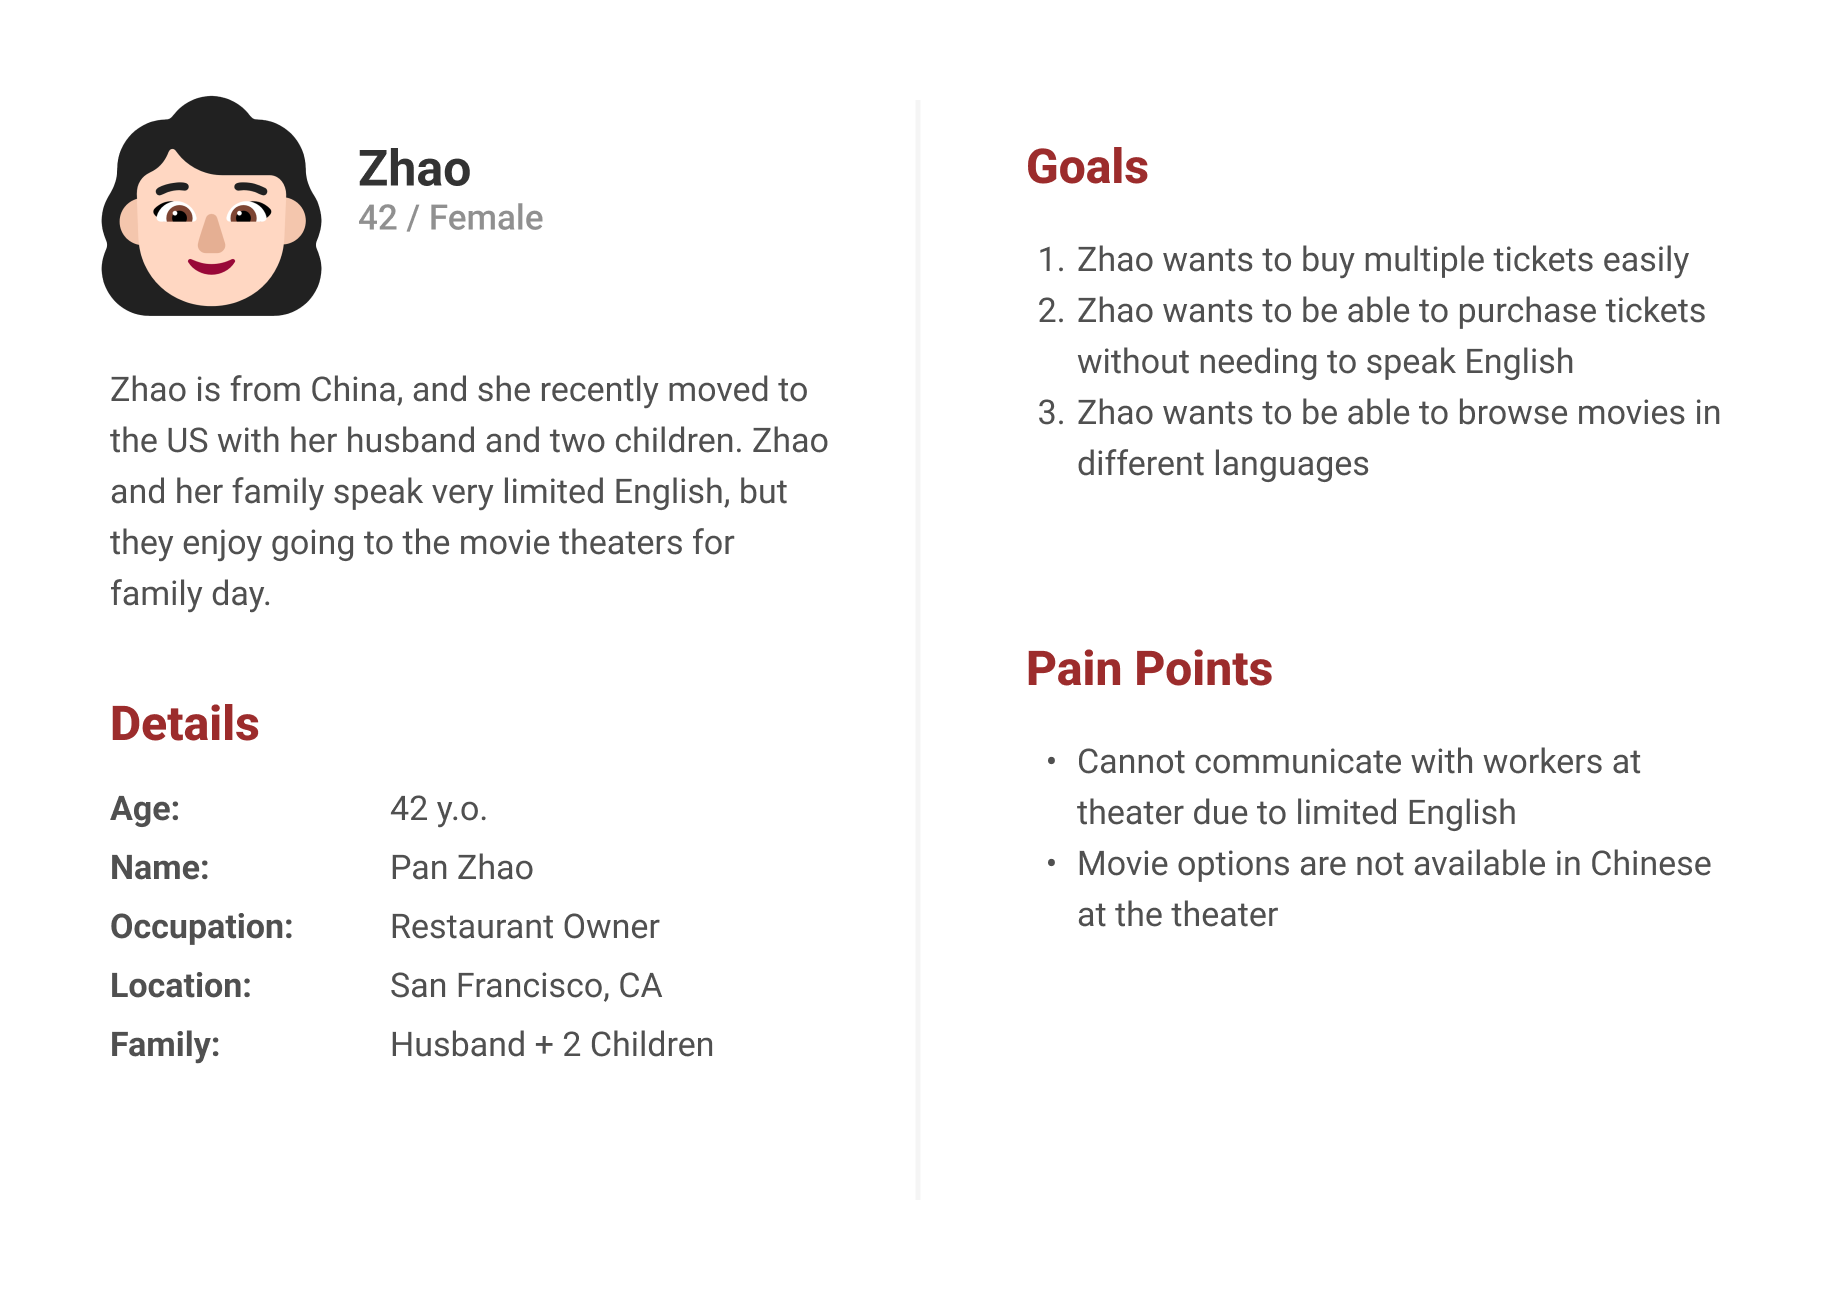 Zhao
42 / Female
Zhao is from China, and she recently moved to
the US with her husband and two children. Zhao
and her family speak very limited English, but
they enjoy going to the movie theaters for
family day.
Details
Age: 42 y.o.
Name: Pan Zhao
Occupation: Restaurant Owner
Location: San Francisco, CA
Family: Husband + 2 Children
Goals
1. Zhao wants to buy multiple tickets easily
2. Zhao wants to be able to purchase tickets
without needing to speak English
3. Zhao wants to be able to browse movies in
different languages
Pain Points
• Cannot communicate with workers at
theater due to limited English
• Movie options are not available in Chinese
at the theater